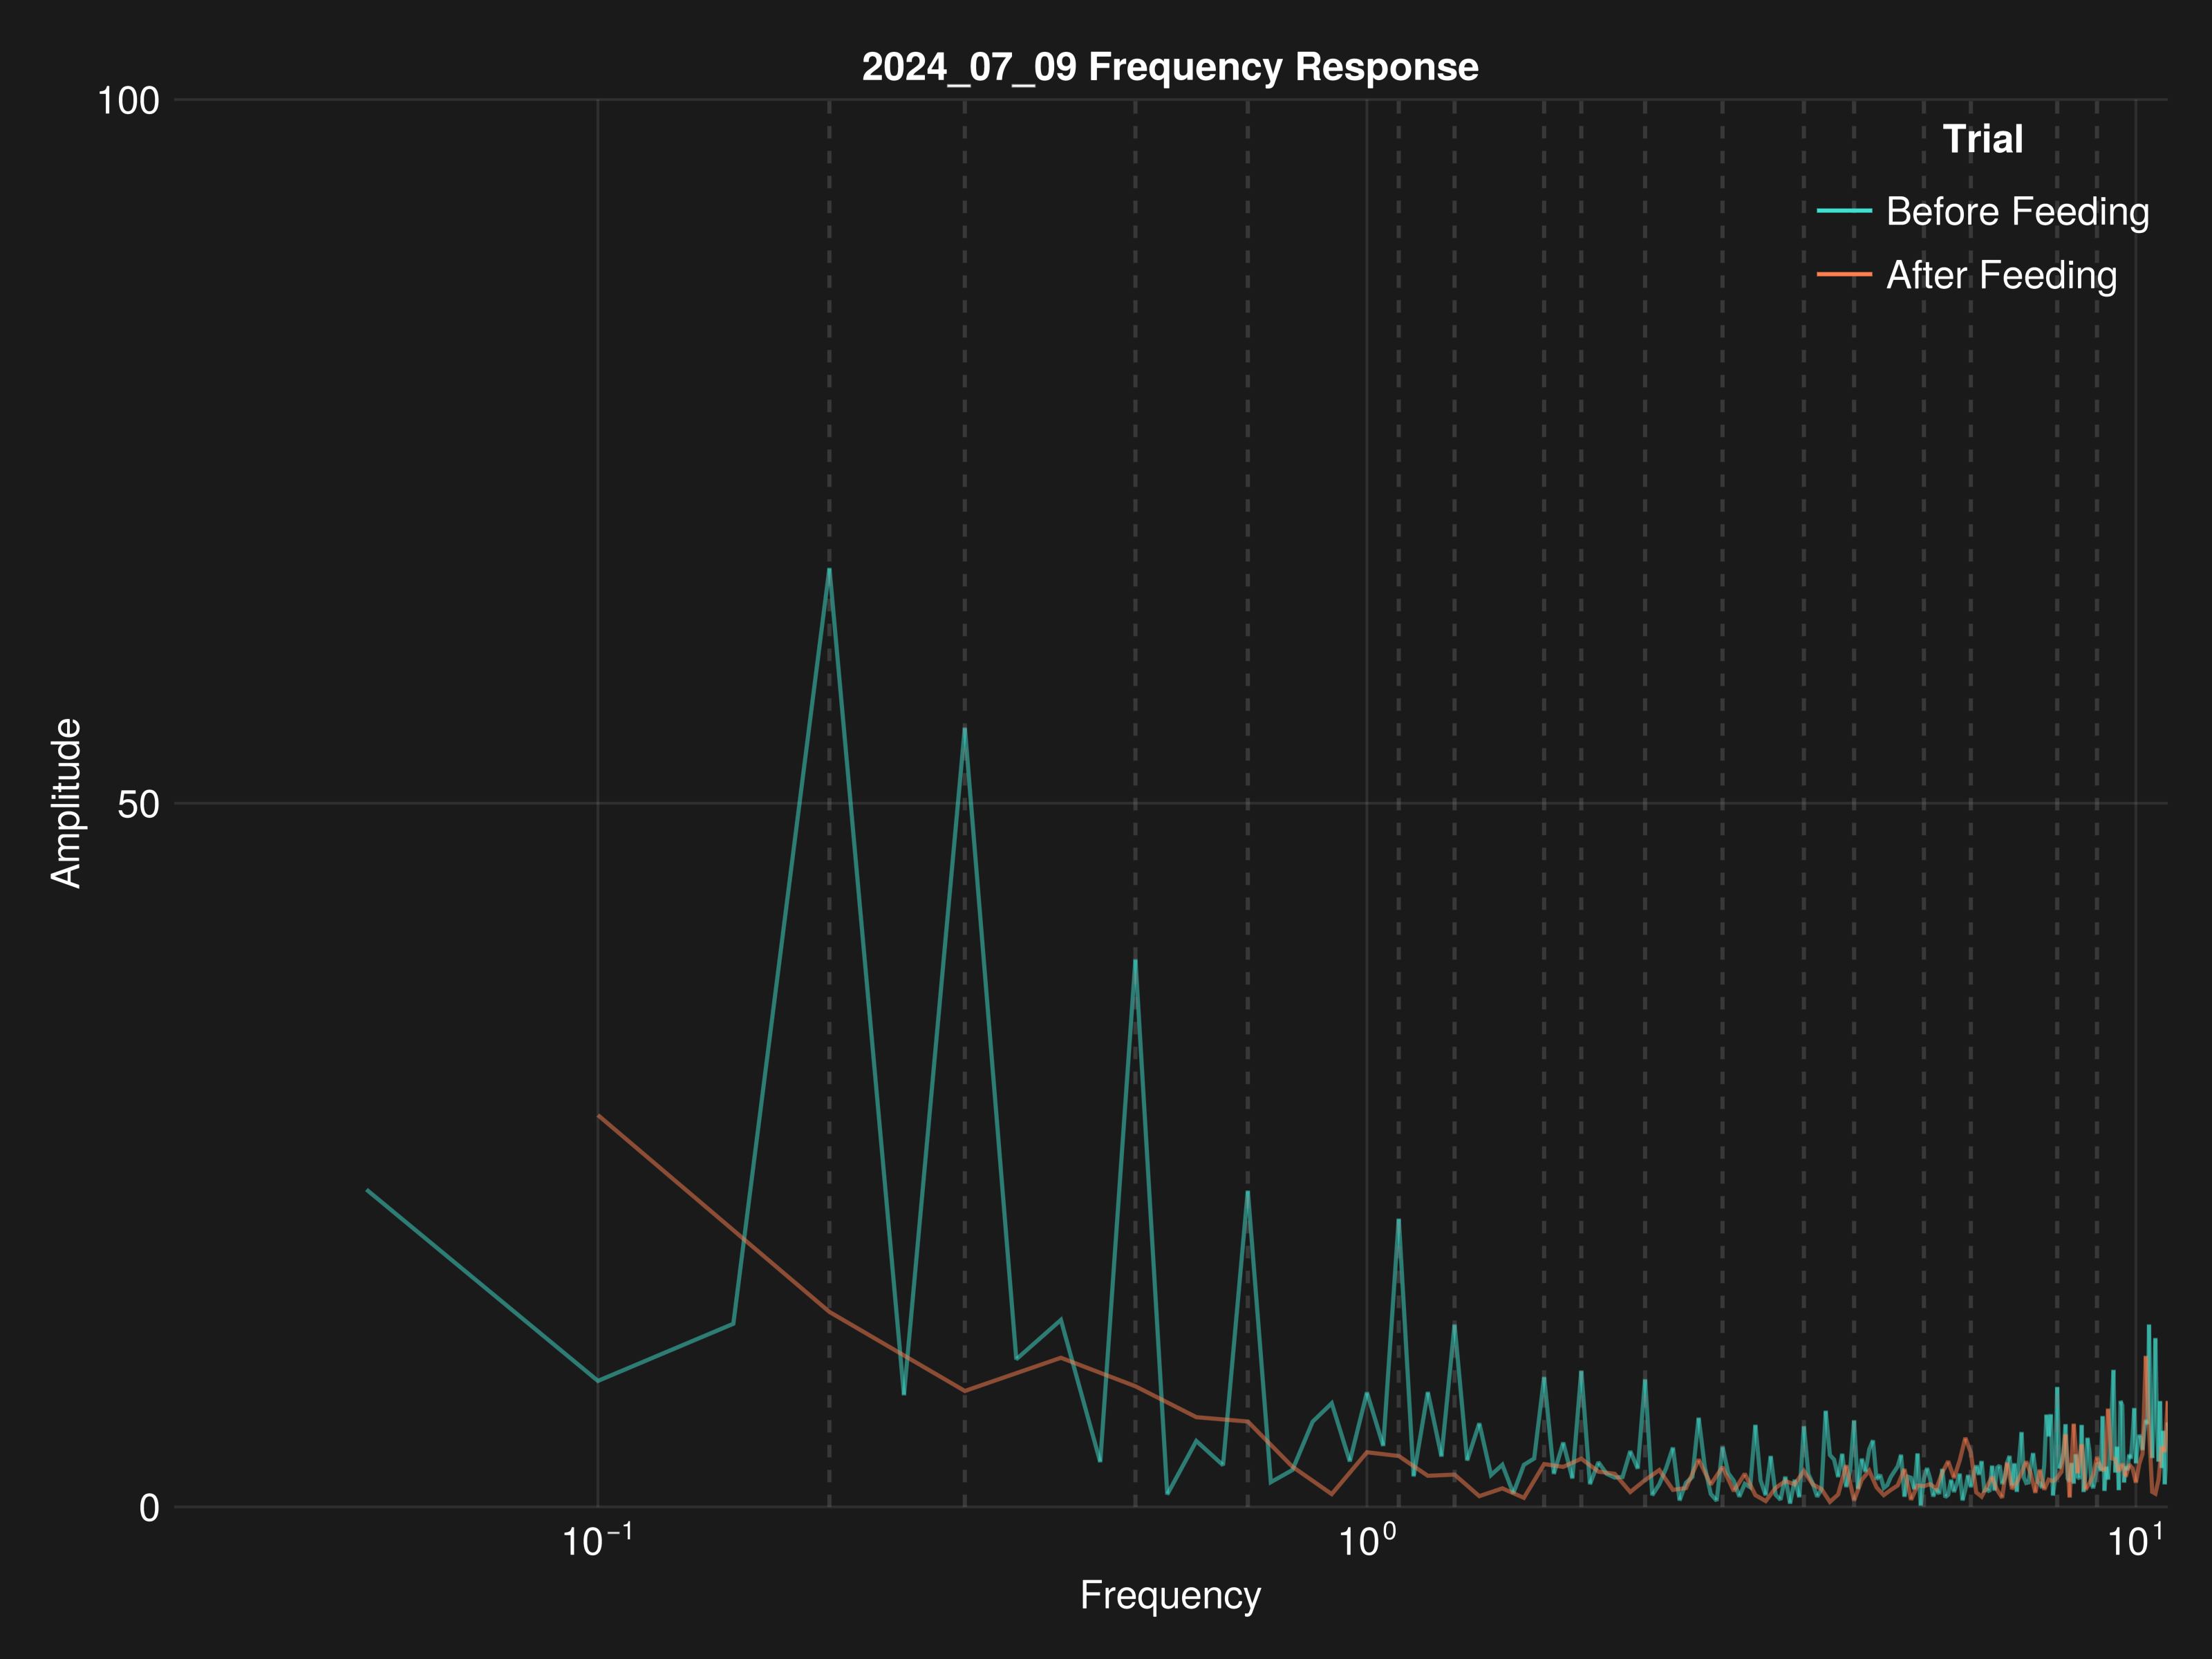 2024_07_09 Frequency Response
100
Trial
Before Feeding
After Feeding
Amplitude
50
0
10⁻¹
10⁰
10¹
Frequency